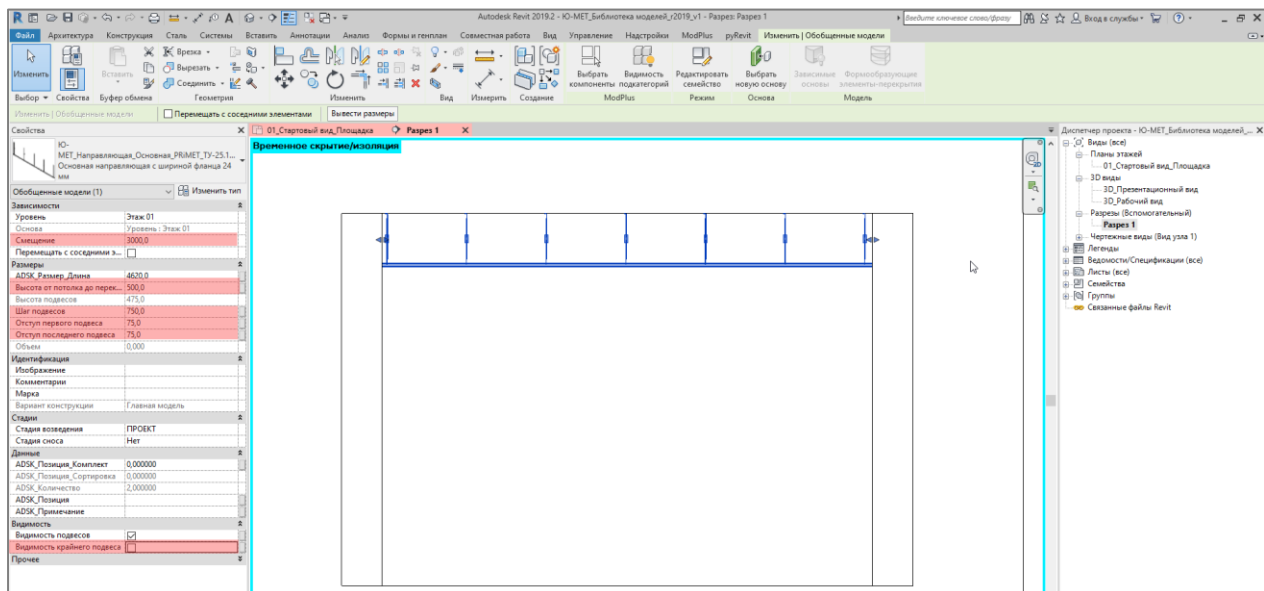 Autodesk Revit 2019.2 - Ю-МЕТ_Библиотека моделей_r2019_v1 - Разрез: Разрез 1
Введите ключевое слово/фразу
Вход в службы
Файл Архитектура Конструкция Сталь Системы Вставить Аннотации Анализ Формы и генплан Совместная работа Вид Управление Надстройки ModPlus pyRevit Изменить | Обобщенные модели
Изменить
Вставить
Врезка
Вырезать
Соединить
Выбрать компоненты
Видимость подкатегорий
Редактировать семейство
Выбрать новую основу
Зависимые основы
Формообразующие элементы-перекрытия
Выбор Свойства Буфер обмена Геометрия Изменить Вид Измерить Создание ModPlus Режим Основа Модель
Изменить | Обобщенные модели Перемещать с соседними элементами Вывести размеры
Свойства
Ю-
МЕТ_Направляющая_Основная_PRiMET_ТУ-25.1...
Основная направляющая с шириной фланца 24
мм
Обобщенные модели (1) Изменить тип
Зависимости
Уровень Этаж 01
Основа Уровень : Этаж 01
Смещение 3000,0
Перемещать с соседними э...
Размеры
ADSK_Размер_Длина 4620,0
Высота от потолка до перек... 500,0
Высота подвесов 475,0
Шаг подвесов 750,0
Отступ первого подвеса 75,0
Отступ последнего подвеса 75,0
Объем 0,000
Идентификация
Изображение
Комментарии
Марка
Вариант конструкции Главная модель
Стадии
Стадия возведения ПРОЕКТ
Стадия сноса Нет
Данные
ADSK_Позиция_Комплект 0,000000
ADSK_Позиция_Сортировка 0,000000
ADSK_Количество 2,000000
ADSK_Позиция
ADSK_Примечание
Видимость
Видимость подвесов
Видимость крайнего подвеса
Прочее
01_Стартовый вид_Площадка Разрез 1
Временное скрытие/изоляция
2D
Диспетчер проекта - Ю-МЕТ_Библиотека моделей_...
Виды (все)
Планы этажей
01_Стартовый вид_Площадка
3D виды
3D_Презентационный вид
3D_Рабочий вид
Разрезы (Вспомогательный)
Разрез 1
Чертежные виды (Вид узла 1)
Легенды
Ведомости/Спецификации (все)
Листы (все)
Семейства
Группы
Связанные файлы Revit